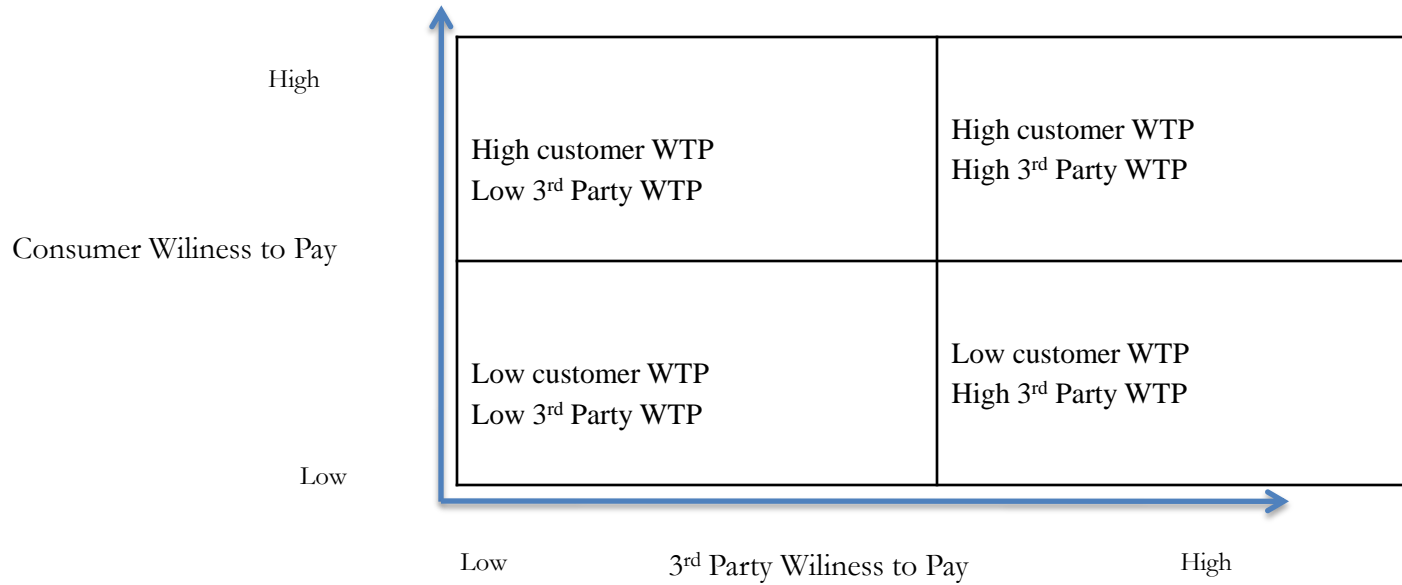 High
High customer WTP
Low 3rd Party WTP
High customer WTP
High 3rd Party WTP
Consumer Wiliness to Pay
Low customer WTP
Low 3rd Party WTP
Low customer WTP
High 3rd Party WTP
Low
Low
3rd Party Wiliness to Pay
High